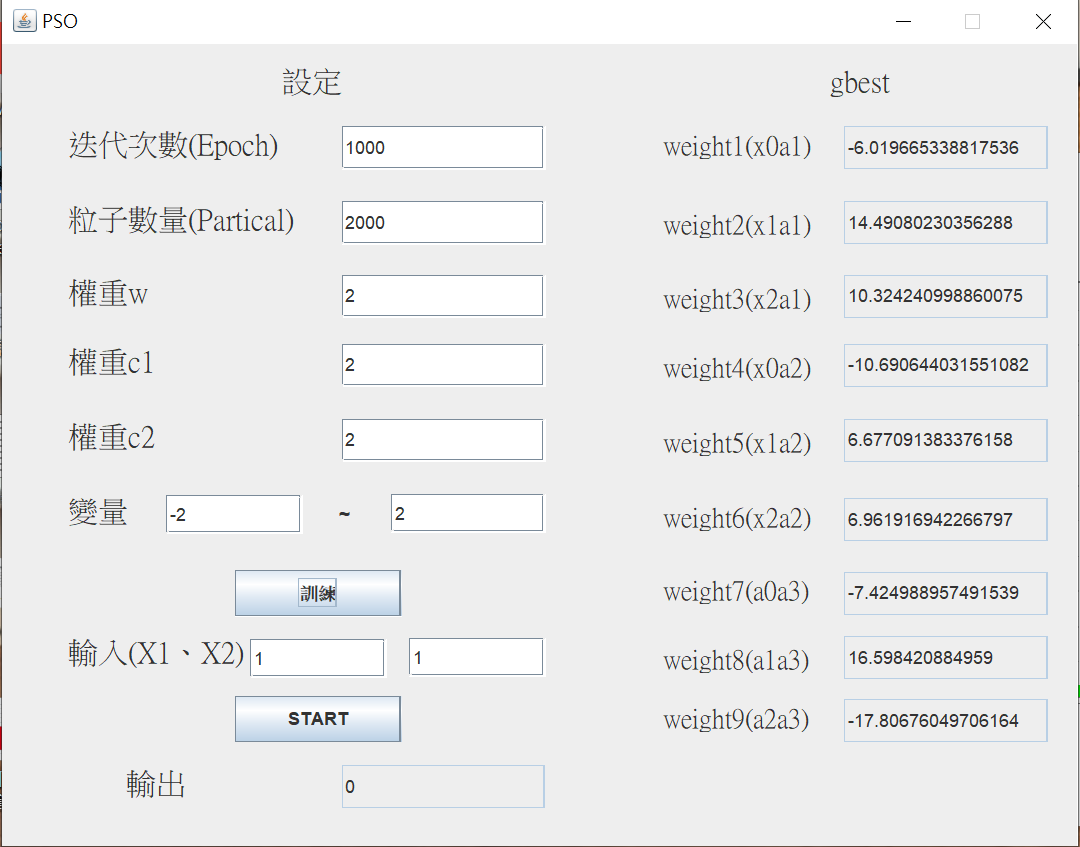 PSO
設定
迭代次數(Epoch) 1000
粒子數量(Partical) 2000
權重w 2
權重c1 2
權重c2 2
變量 -2 ~ 2
訓練
輸入(X1、X2) 1 1
START
輸出 0
gbest
weight1(x0a1) -6.019665338817536
weight2(x1a1) 14.49080230356288
weight3(x2a1) 10.324240998860075
weight4(x0a2) -10.690644031551082
weight5(x1a2) 6.677091383376158
weight6(x2a2) 6.961916942266797
weight7(a0a3) -7.424988957491539
weight8(a1a3) 16.598420884959
weight9(a2a3) -17.80676049706164